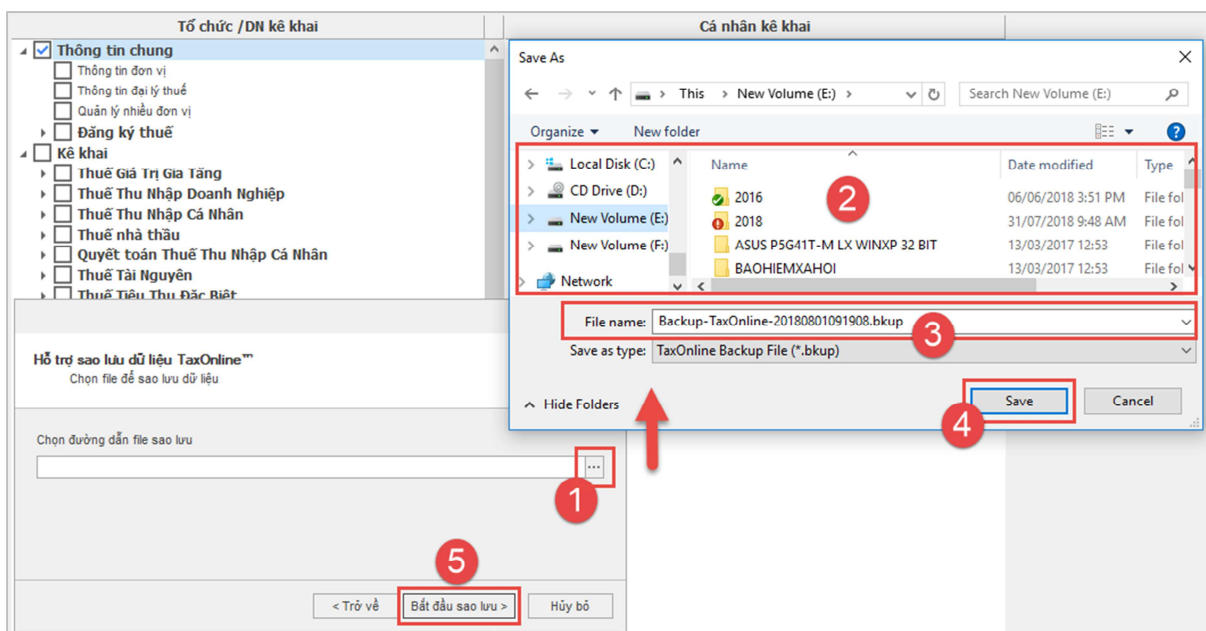 Tổ chức /DN kê khai
Cá nhân kê khai
Thông tin chung
Thông tin đơn vị
Thông tin đại lý thuế
Quản lý nhiều đơn vị
Đăng ký thuế
Kê khai
Thuế Giá Trị Gia Tăng
Thuế Thu Nhập Doanh Nghiệp
Thuế Thu Nhập Cá Nhân
Thuế nhà thầu
Quyết toán Thuế Thu Nhập Cá Nhân
Thuế Tài Nguyên
Thuế Tiêu Thụ Đặc Biệt
Save As
This > New Volume (E:) >
Search New Volume (E:)
Organize
New folder
Local Disk (C:)
CD Drive (D:)
New Volume (E:)
New Volume (F:)
Network
Name Date modified Type
2016 06/06/2018 3:51 PM File fol
2018 31/07/2018 9:48 AM File fol
ASUS P5G41T-M LX WINXP 32 BIT 13/03/2017 12:53 File fol
BAOHIEMXAHOI 13/03/2017 12:53 File fol
2
File name: Backup-TaxOnline-20180801091908.bkup
3
Save as type: TaxOnline Backup File (*.bkup)
Hide Folders
Save
Cancel
4
Hỗ trợ sao lưu dữ liệu TaxOnline™
Chọn file để sao lưu dữ liệu
Chọn đường dẫn file sao lưu
...
1
5
< Trở về
Bắt đầu sao lưu >
Hủy bỏ